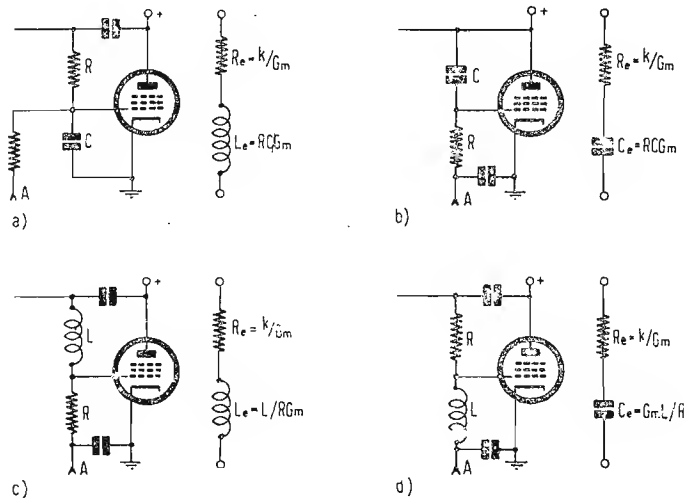 +
R
Re = k/Gm
C
Le = RCGm
A
a)
+
C
Re = k/Gm
R
Ce = RCGm
A
b)
+
L
Re = k/Gm
R
Le = L/RGm
A
c)
+
R
Re = k/Gm
L
Ce = GmL/R
A
d)